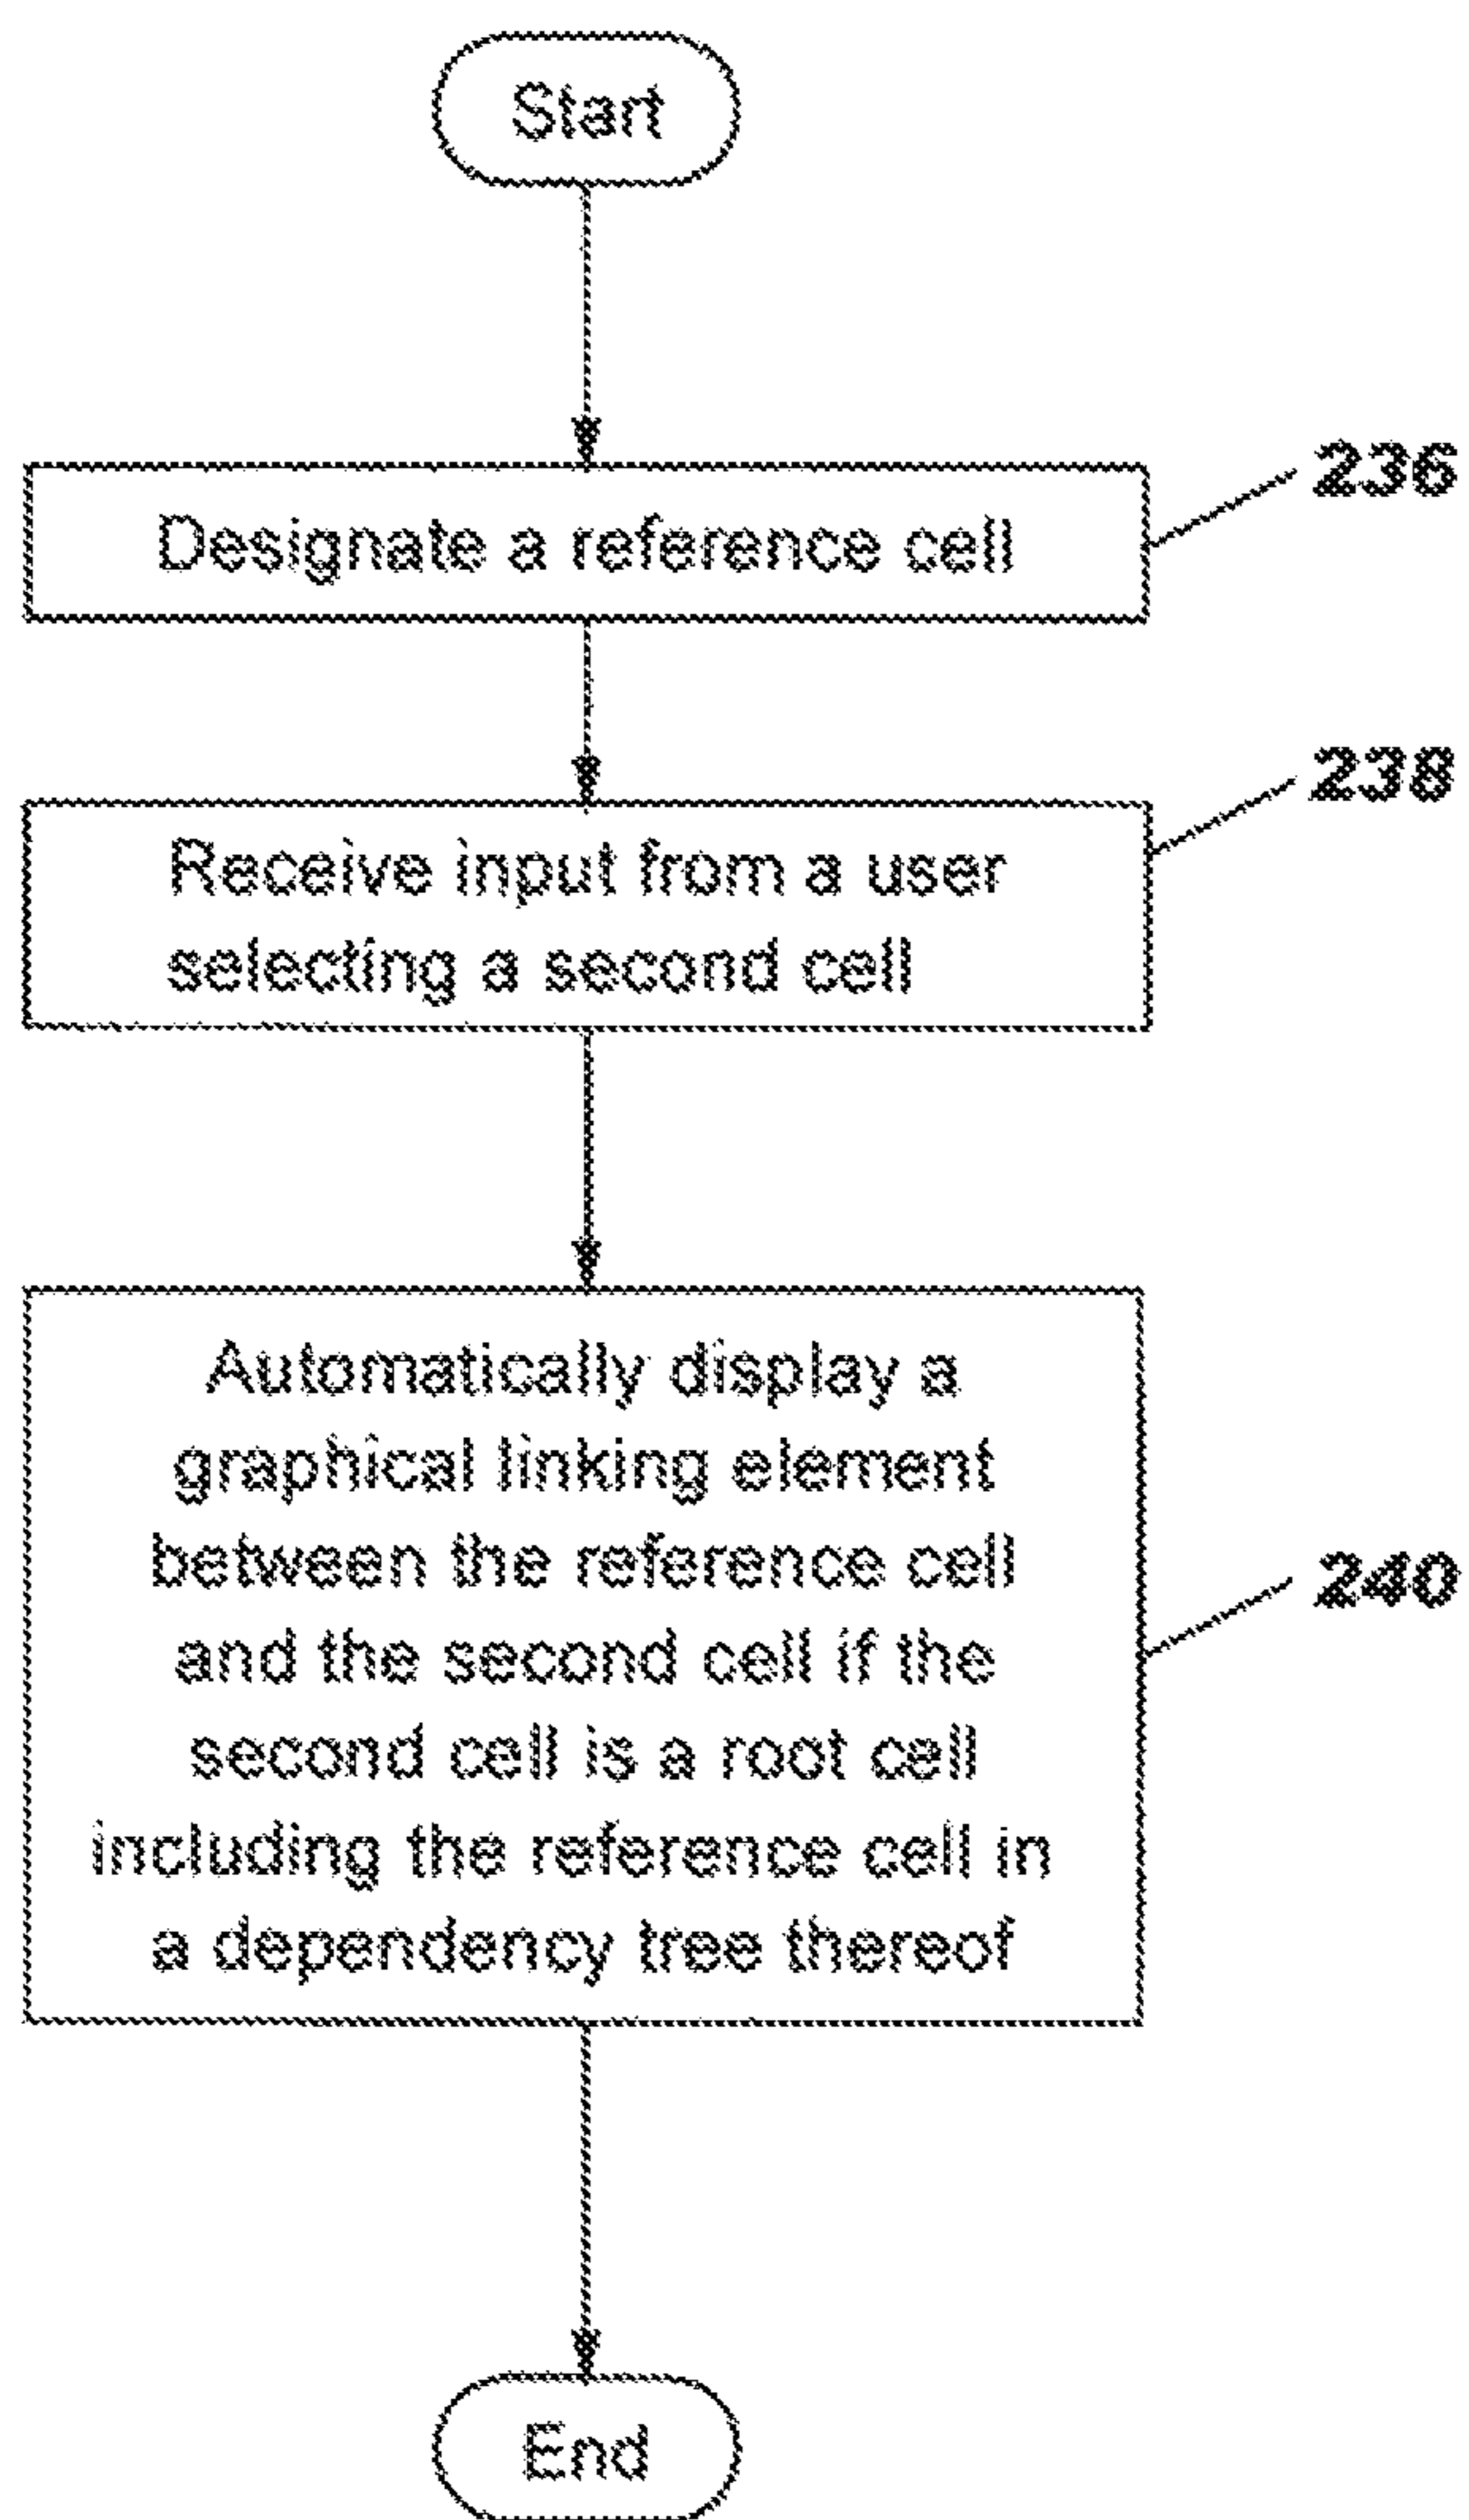 Start
Designate a reference cell
236
Receive input from a user
selecting a second cell
238
Automatically display a
graphical linking element
between the reference cell
and the second cell if the
second cell is a root cell
including the reference cell in
a dependency tree thereof
240
End